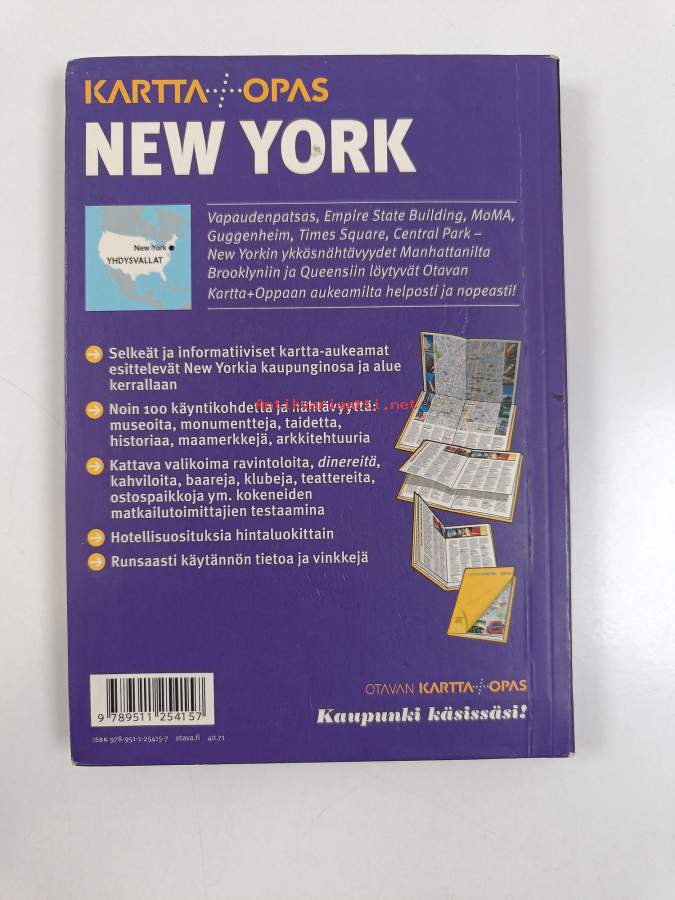 KARTTA+OPAS
NEW YORK
New York
YHDYSVALLAT
Vapaudenpatsas, Empire State Building, MoMA,
Guggenheim, Times Square, Central Park –
New Yorkin ykkösnähtävyydet Manhattanilta
Brooklyniin ja Queensiin löytyvät Otavan
Kartta+Oppaan aukeamilta helposti ja nopeasti!
Selkeät ja informatiiviset kartta-aukeamat
esittelevät New Yorkia kaupunginosa ja alue
kerrallaan
Noin 100 käyntikohdetta ja nähtävyyttä:
museoita, monumentteja, taidetta,
historiaa, maamerkkejä, arkkitehtuuria
Kattava valikoima ravintoloita, dinereitä,
kahviloita, baareja, klubeja, teattereita,
ostospaikkoja ym. kokeneiden
matkailutoimittajien testaamina
Hotellisuosituksia hintaluokittain
Runsaasti käytännön tietoa ja vinkkejä
9 789511 254157
ISBN 978-951-1-25415-7 otava.fi 40.71
OTAVAN KARTTA+OPAS
Kaupunki käsissäsi!